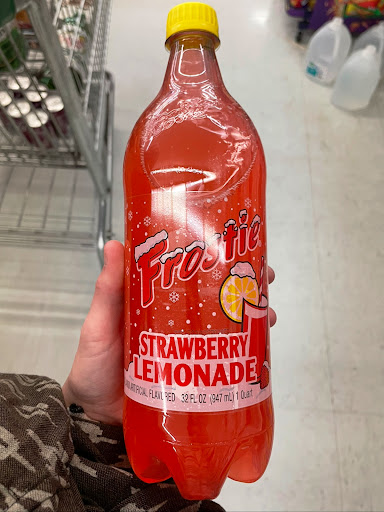 Frostie
STRAWBERRY
LEMONADE
ARTIFICIAL FLAVORED 32 FL OZ (947 mL) 1 Quart